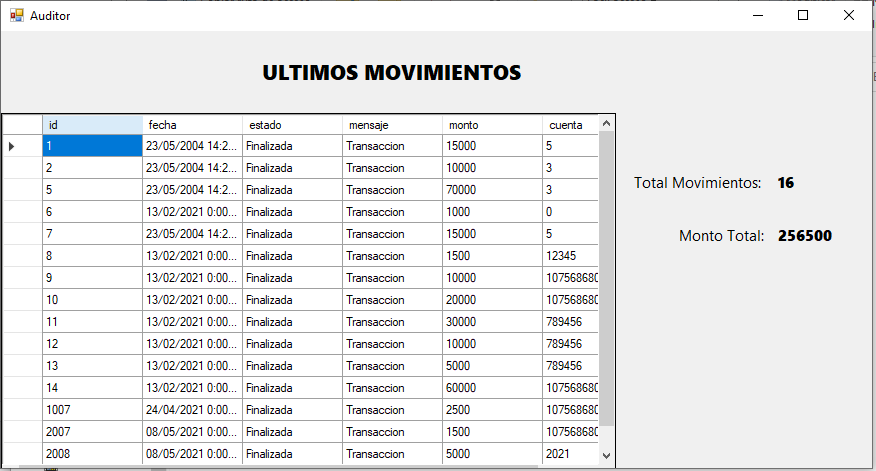 Auditor
ULTIMOS MOVIMIENTOS
id fecha estado mensaje monto cuenta
1 23/05/2004 14:2... Finalizada Transaccion 15000 5
2 23/05/2004 14:2... Finalizada Transaccion 10000 3
5 23/05/2004 14:2... Finalizada Transaccion 70000 3
6 13/02/2021 0:00... Finalizada Transaccion 1000 0
7 23/05/2004 14:2... Finalizada Transaccion 15000 5
8 13/02/2021 0:00... Finalizada Transaccion 1500 12345
9 13/02/2021 0:00... Finalizada Transaccion 10000 107568680
10 13/02/2021 0:00... Finalizada Transaccion 20000 107568680
11 13/02/2021 0:00... Finalizada Transaccion 30000 789456
12 13/02/2021 0:00... Finalizada Transaccion 10000 789456
13 13/02/2021 0:00... Finalizada Transaccion 5000 789456
14 13/02/2021 0:00... Finalizada Transaccion 60000 107568680
1007 24/04/2021 0:00... Finalizada Transaccion 2500 107568680
2007 08/05/2021 0:00... Finalizada Transaccion 1500 107568680
2008 08/05/2021 0:00... Finalizada Transaccion 5000 2021
Total Movimientos: 16
Monto Total: 256500